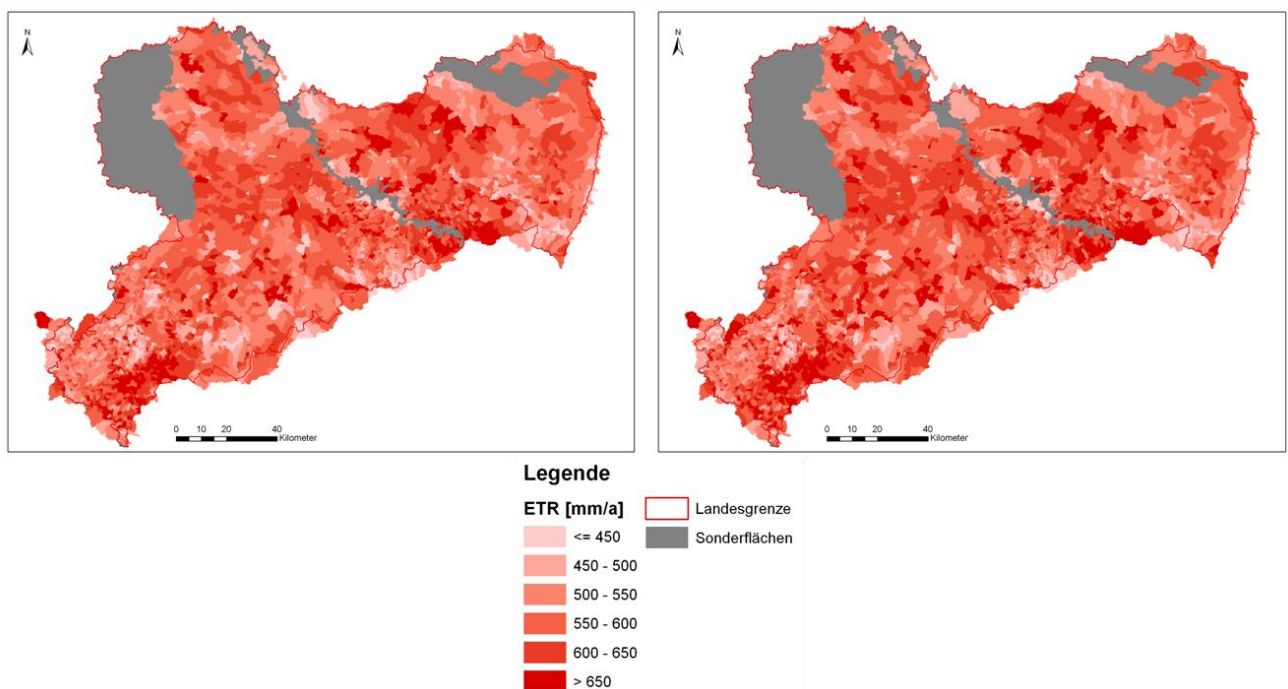 N
N
0 10 20 40
Kilometer
0 10 20 40
Kilometer
Legende
ETR [mm/a]
<= 450
450 - 500
500 - 550
550 - 600
600 - 650
> 650
Landesgrenze
Sonderflächen